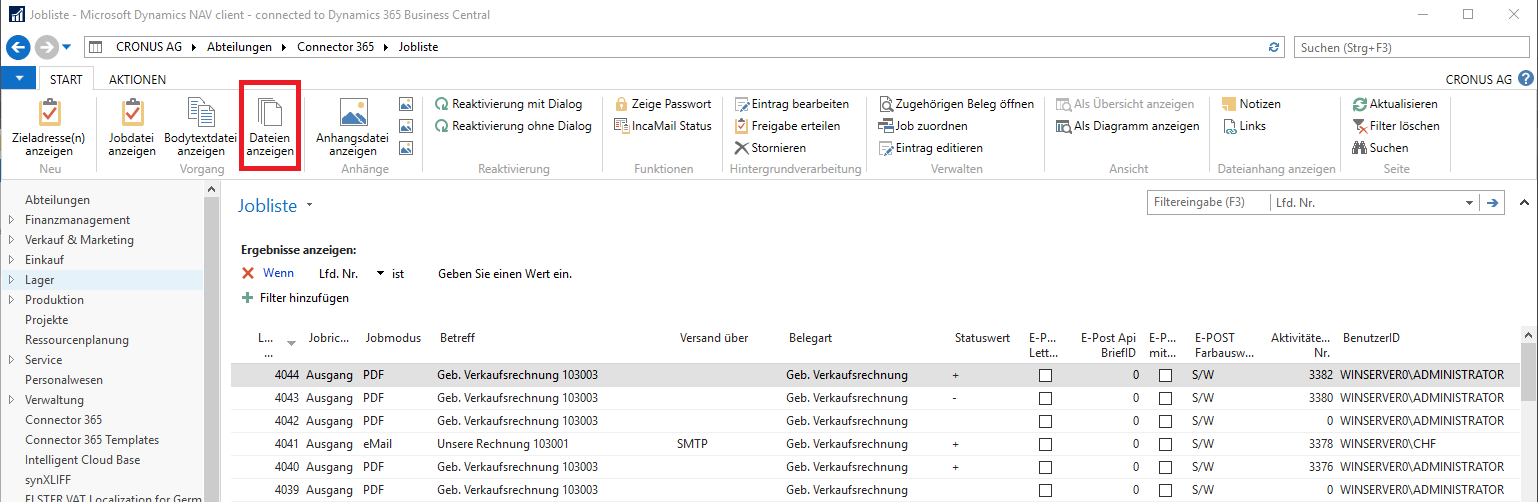 Jobliste - Microsoft Dynamics NAV client - connected to Dynamics 365 Business Central
CRONUS AG Abteilungen Connector 365 Jobliste
Suchen (Strg+F3)
START AKTIONEN CRONUS AG
Zieladresse(n) anzeigen
Neu
Jobdatei anzeigen
Bodytextdatei anzeigen
Dateien anzeigen
Vorgang
Anhangsdatei anzeigen
Anhänge
Reaktivierung mit Dialog
Reaktivierung ohne Dialog
Reaktivierung
Zeige Passwort
IncaMail Status
Funktionen
Eintrag bearbeiten
Freigabe erteilen
Stornieren
Hintergrundverarbeitung
Zugehörigen Beleg öffnen
Job zuordnen
Eintrag editieren
Verwalten
Als Übersicht anzeigen
Als Diagramm anzeigen
Ansicht
Notizen
Links
Dateianhang anzeigen
Aktualisieren
Filter löschen
Suchen
Seite
Abteilungen
Finanzmanagement
Verkauf & Marketing
Einkauf
Lager
Produktion
Projekte
Ressourcenplanung
Service
Personalwesen
Verwaltung
Connector 365
Connector 365 Templates
Intelligent Cloud Base
synXLIFF
ELSTER VAT Localization for Germ
Jobliste
Filtereingabe (F3) Lfd. Nr.
Ergebnisse anzeigen:
Wenn Lfd. Nr. ist Geben Sie einen Wert ein.
Filter hinzufügen
L... ... Jobric... Jobmodus Betreff Versand über Belegart Statuswert E-P... Lett... E-Post Api BriefID E-P... mit... E-POST Farbausw... Aktivitäte... Nr. BenutzerID
4044 Ausgang PDF Geb. Verkaufsrechnung 103003 Geb. Verkaufsrechnung + 0 S/W 3382 WINSERVER0\ADMINISTRATOR
4043 Ausgang PDF Geb. Verkaufsrechnung 103003 Geb. Verkaufsrechnung - 0 S/W 3380 WINSERVER0\ADMINISTRATOR
4042 Ausgang PDF Geb. Verkaufsrechnung 103003 Geb. Verkaufsrechnung 0 S/W 0 WINSERVER0\ADMINISTRATOR
4041 Ausgang eMail Unsere Rechnung 103001 SMTP Geb. Verkaufsrechnung + 0 S/W 3378 WINSERVER0\CHF
4040 Ausgang PDF Geb. Verkaufsrechnung 103003 Geb. Verkaufsrechnung + 0 S/W 3376 WINSERVER0\ADMINISTRATOR
4039 Ausgang PDF Geb. Verkaufsrechnung 103003 Geb. Verkaufsrechnung 0 S/W 0 WINSERVER0\ADMINISTRATOR